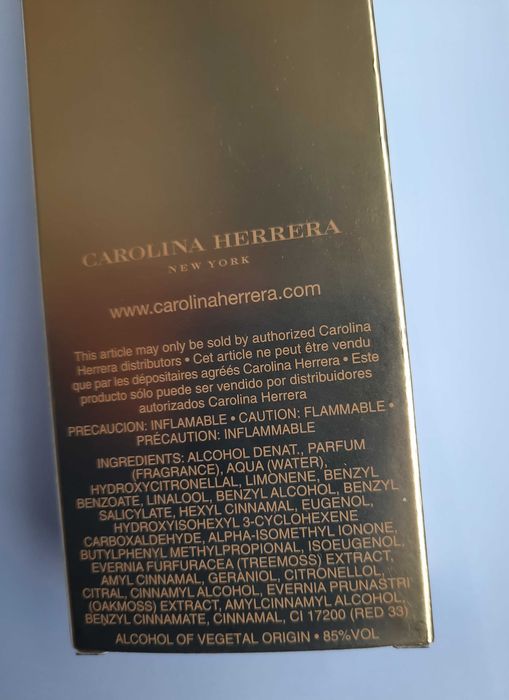 CAROLINA HERRERA
NEW YORK
www.carolinaherrera.com
This article may only be sold by authorized Carolina
Herrera distributors • Cet article ne peut être vendu
que par les dépositaires agréés Carolina Herrera • Este
producto sólo puede ser vendido por distribuidores
autorizados Carolina Herrera
PRECAUCION: INFLAMABLE • CAUTION: FLAMMABLE •
PRÉCAUTION: INFLAMMABLE
INGREDIENTS: ALCOHOL DENAT., PARFUM
(FRAGRANCE), AQUA (WATER),
HYDROXYCITRONELLAL, LIMONENE, BENZYL
BENZOATE, LINALOOL, BENZYL ALCOHOL, BENZYL
SALICYLATE, HEXYL CINNAMAL, EUGENOL,
HYDROXYISOHEXYL 3-CYCLOHEXENE
CARBOXALDEHYDE, ALPHA-ISOMETHYL IONONE,
BUTYLPHENYL METHYLPROPIONAL, ISOEUGENOL,
EVERNIA FURFURACEA (TREEMOSS) EXTRACT,
AMYL CINNAMAL, GERANIOL, CITRONELLOL,
CITRAL, CINNAMYL ALCOHOL, EVERNIA PRUNASTRI
(OAKMOSS) EXTRACT, AMYLCINNAMYL ALCOHOL,
BENZYL CINNAMATE, CINNAMAL, CI 17200 (RED 33)
ALCOHOL OF VEGETAL ORIGIN • 85%VOL